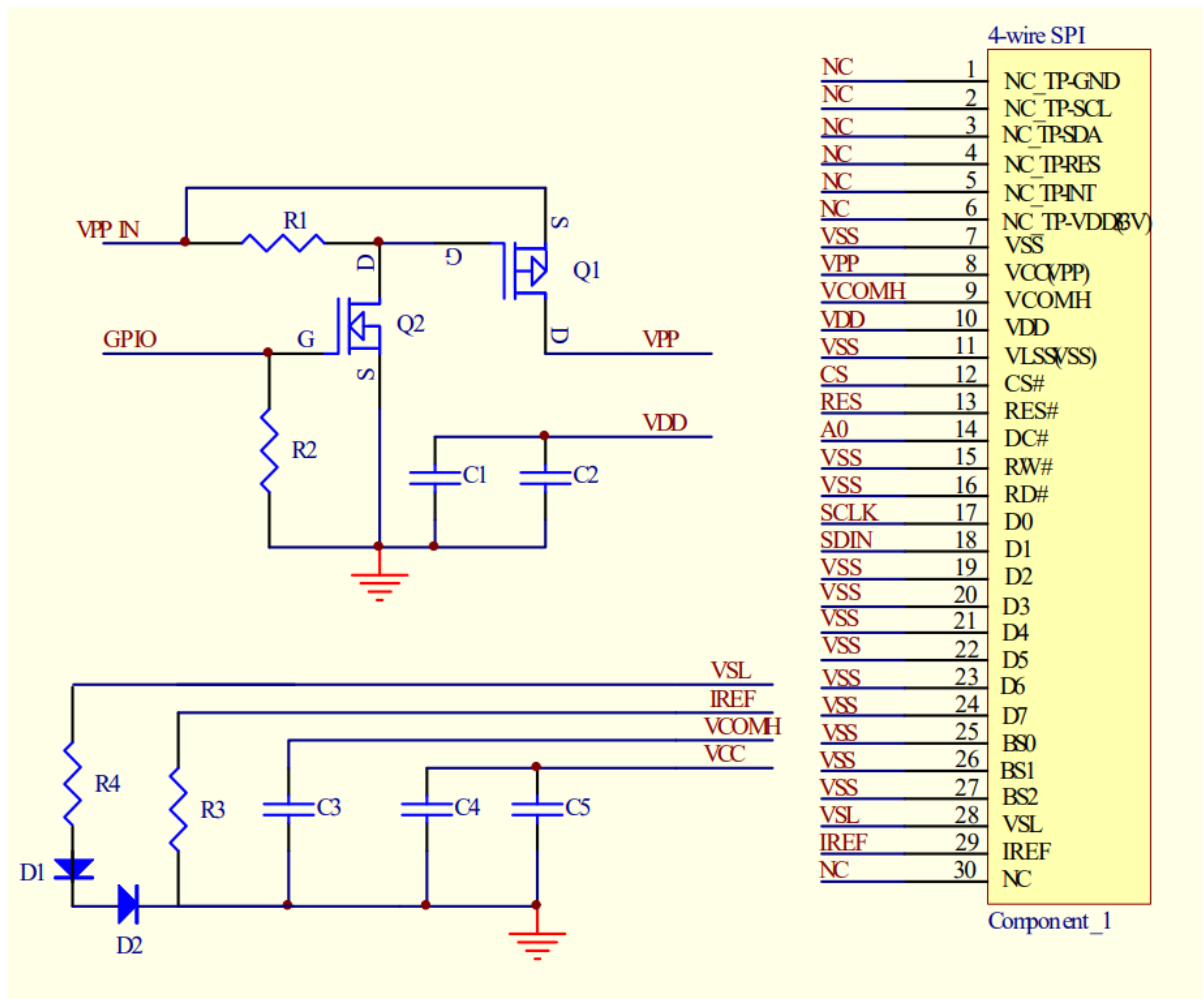 4-wire SPI
NC 1 NC_TP-GND
NC 2 NC_TP-SCL
NC 3 NC_TP-SDA
NC 4 NC_TP-RES
NC 5 NC_TP-INT
NC 6 NC_TP-VDD(3V)
VSS 7 VSS
VPP 8 VCC(VPP)
VCOMH 9 VCOMH
VDD 10 VDD
VSS 11 VLSS(VSS)
CS 12 CS#
RES 13 RES#
A0 14 DC#
VSS 15 RW#
VSS 16 RD#
SCLK 17 D0
SDIN 18 D1
VSS 19 D2
VSS 20 D3
VSS 21 D4
VSS 22 D5
VSS 23 D6
VSS 24 D7
VSS 25 BS0
VSS 26 BS1
VSS 27 BS2
VSL 28 VSL
IREF 29 IREF
NC 30 NC
Component_1
VPP IN
R1
S
D
G
Q1
Q2
GPIO
G
D
VPP
S
R2
VDD
C1
C2
VSL
IREF
VCOMH
VCC
R4
R3
C3
C4
C5
D1
D2